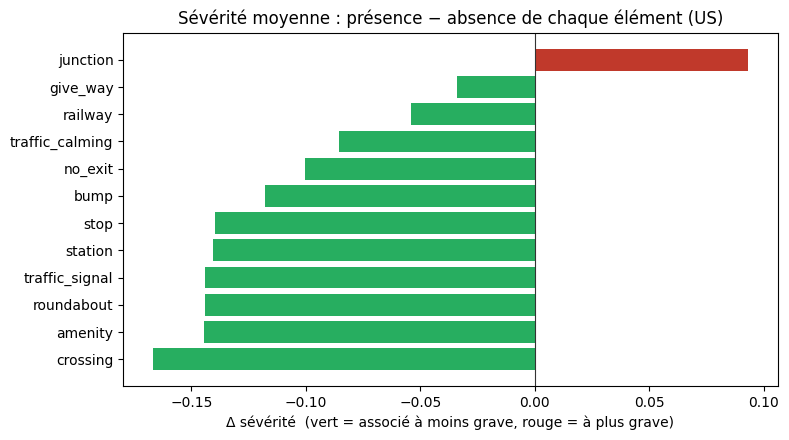 Sévérité moyenne : présence − absence de chaque élément (US)
junction
give_way
railway
traffic_calming
no_exit
bump
stop
station
traffic_signal
roundabout
amenity
crossing
−0.15 −0.10 −0.05 0.00 0.05 0.10
Δ sévérité  (vert = associé à moins grave, rouge = à plus grave)